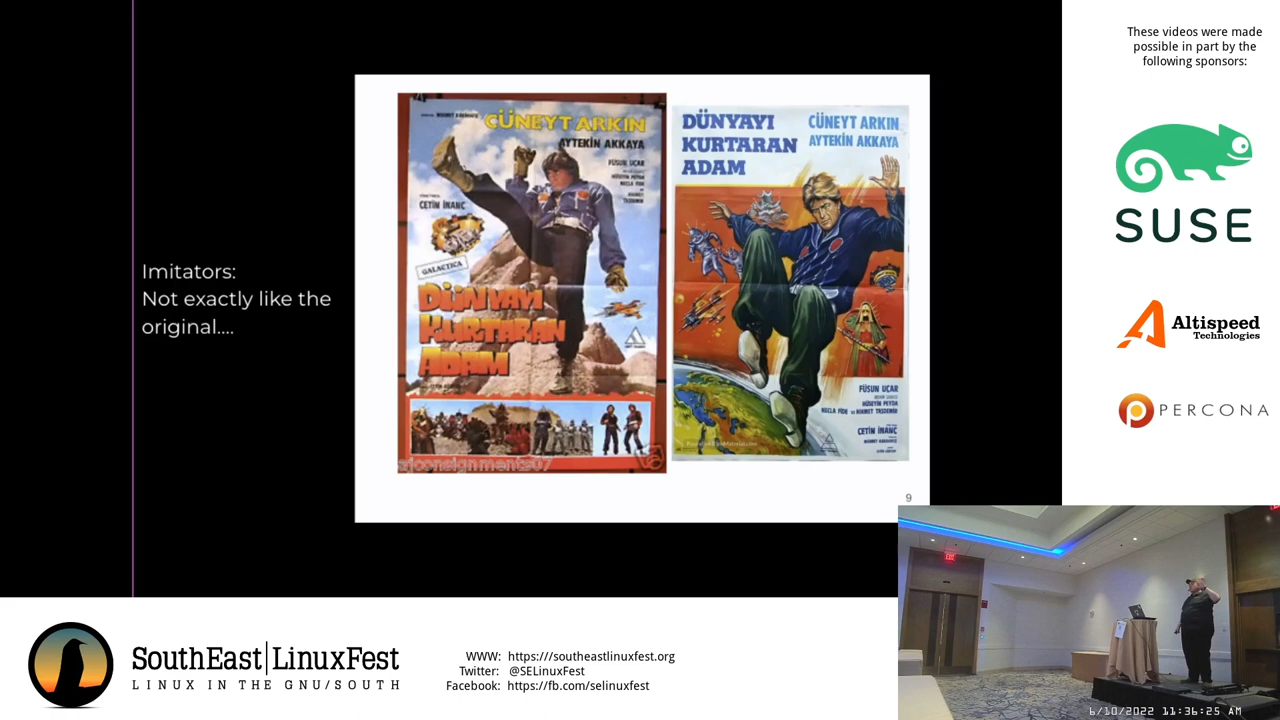 These videos were made
possible in part by the
following sponsors:
SUSE
Altispeed
Technologies
PERCONA
Imitators:
Not exactly like the
original....
CÜNEYT ARKIN
AYTEKİN AKKAYA
FÜSUN UÇAR
ÇETİN İNANÇ
GALACTICA
DÜNYAYI
KURTARAN
ADAM
DÜNYAYI
KURTARAN
ADAM
CÜNEYT ARKIN
AYTEKİN AKKAYA
FÜSUN UÇAR
HÜSEYİN PEYDA
NECLA FİDE ve HİKMET TAŞDEMİR
ÇETİN İNANÇ
9
EXIT
6/10/2022 11:36:25 AM
SouthEast|LinuxFest
LINUX IN THE GNU/SOUTH
WWW: https:///southeastlinuxfest.org
Twitter: @SELinuxFest
Facebook: https://fb.com/selinuxfest